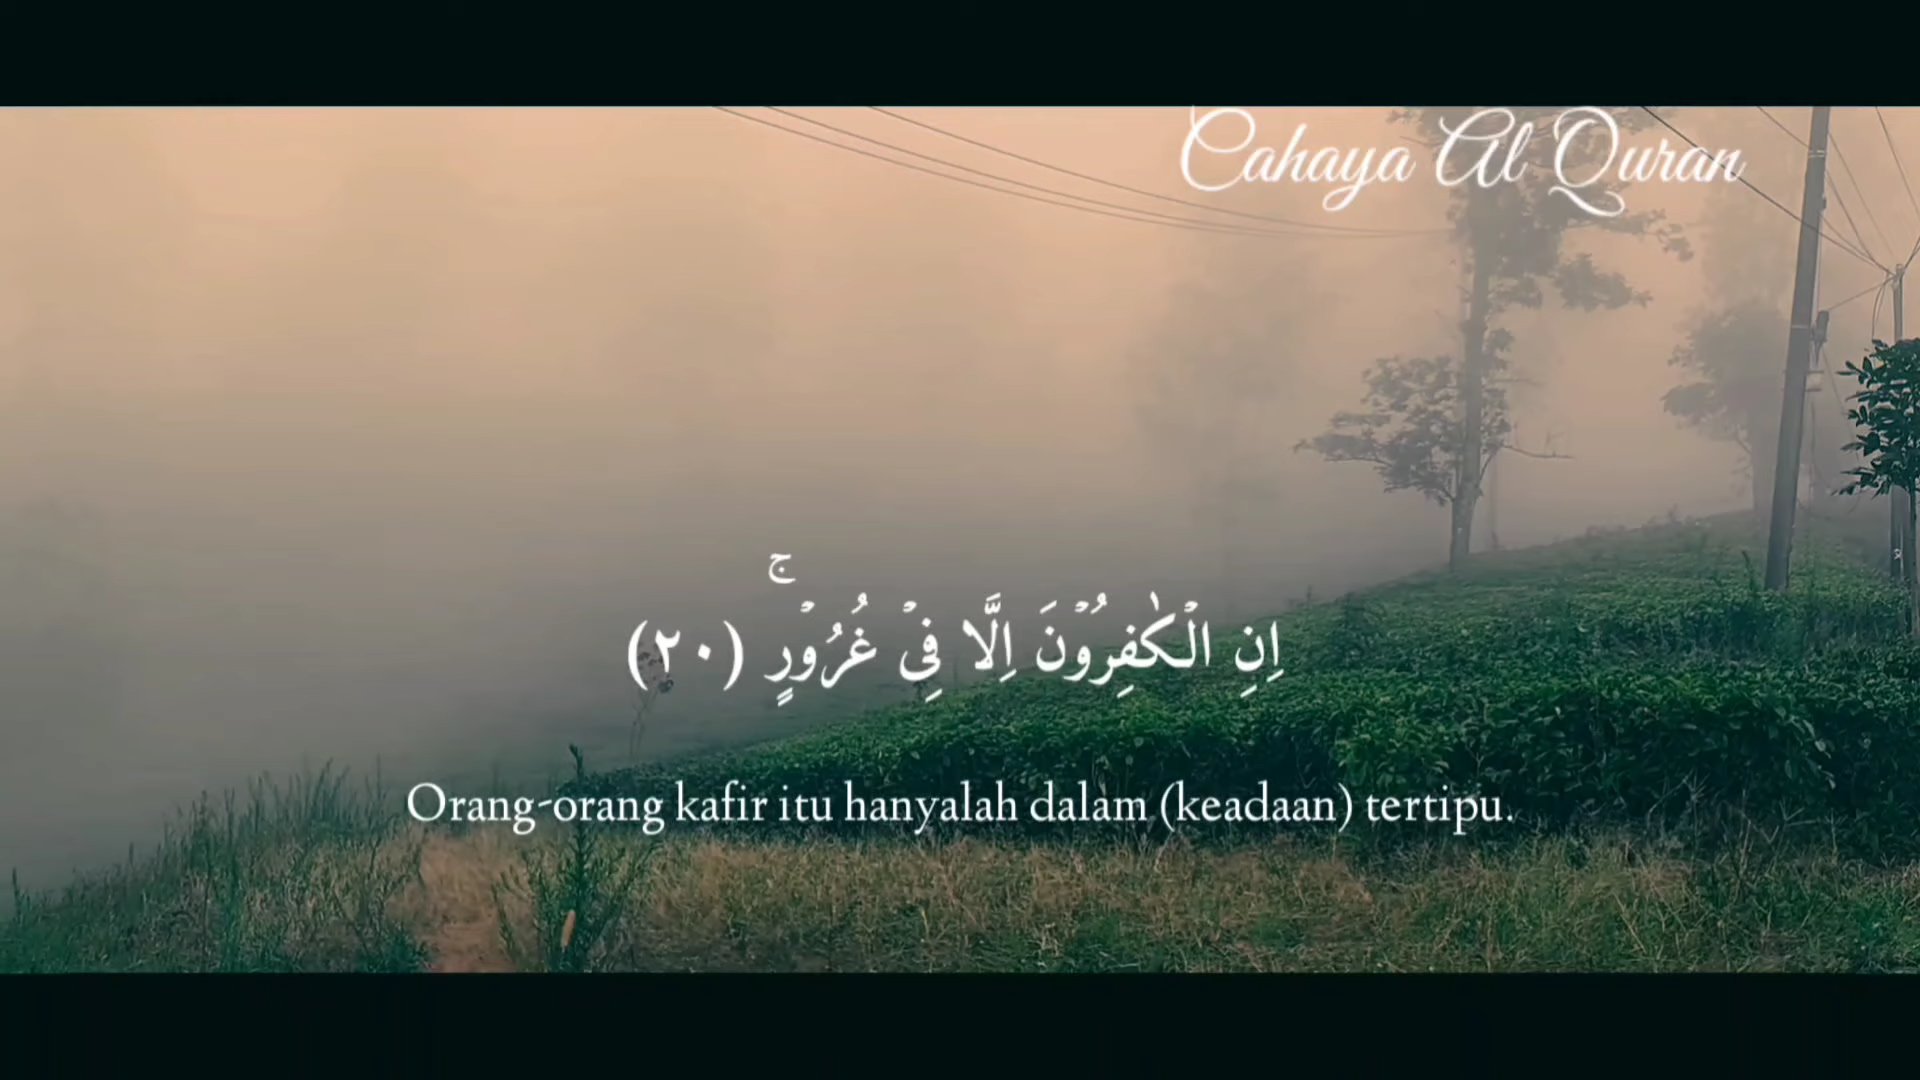 Cahaya Al Quran
اِنِ الْكٰفِرُوْنَ اِلَّا فِيْ غُرُوْرٍۚ (٢٠)
Orang-orang kafir itu hanyalah dalam (keadaan) tertipu.